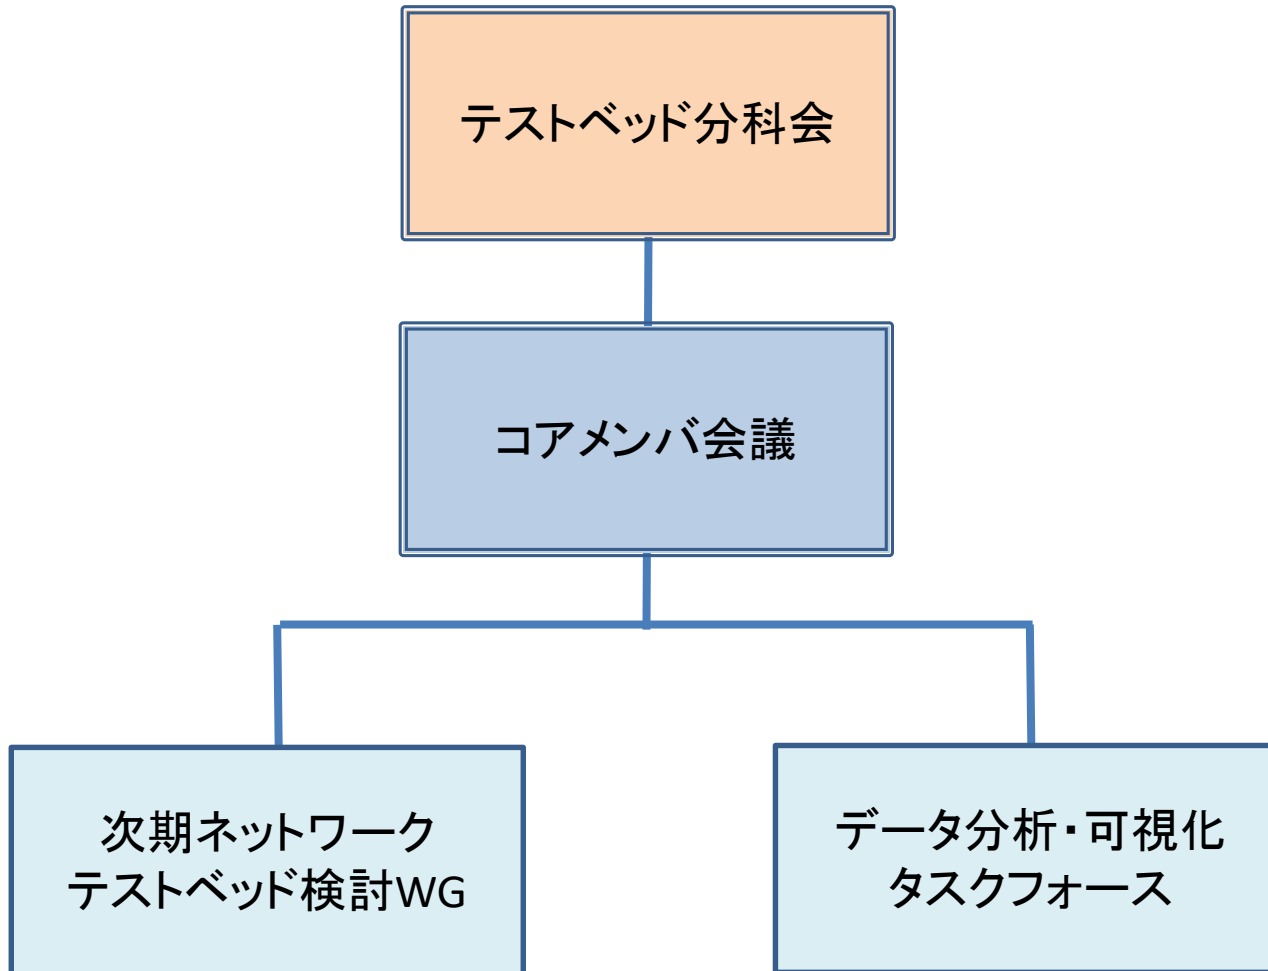 テストベッド分科会
コアメンバ会議
次期ネットワーク
テストベッド検討WG
データ分析・可視化
タスクフォース